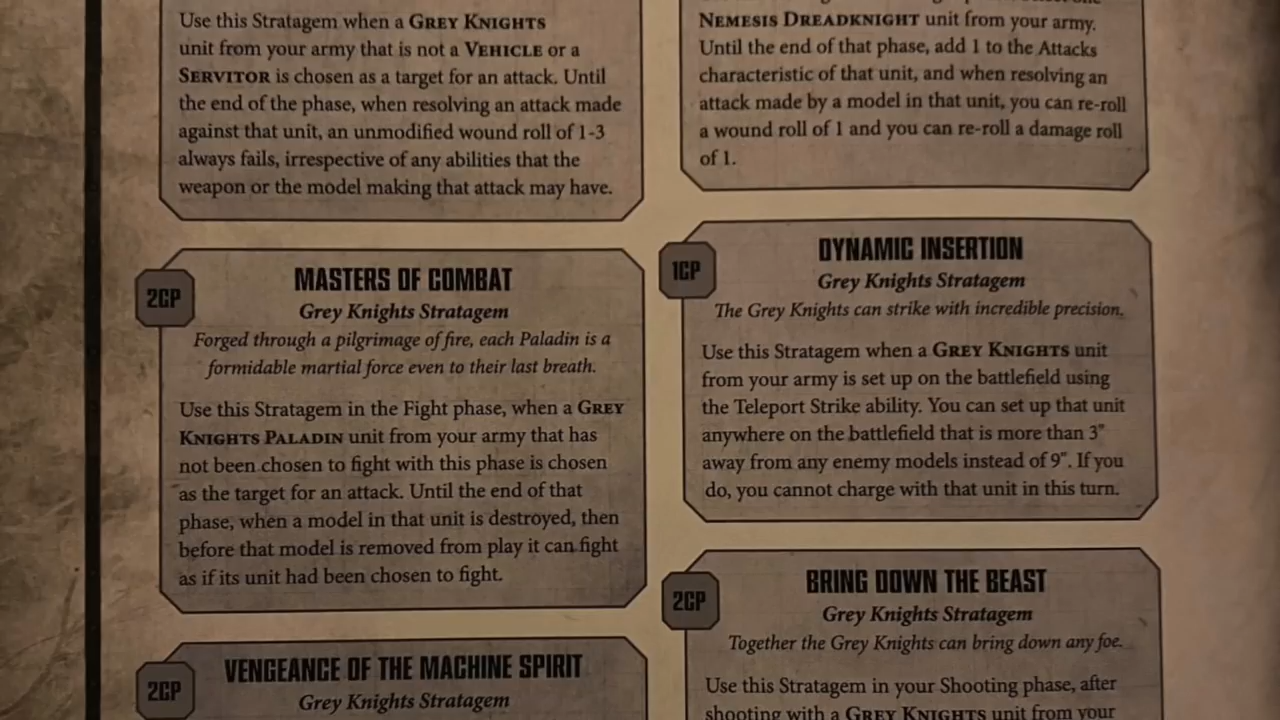 Use this Stratagem when a GREY KNIGHTS
unit from your army that is not a VEHICLE or a
SERVITOR is chosen as a target for an attack. Until
the end of the phase, when resolving an attack made
against that unit, an unmodified wound roll of 1-3
always fails, irrespective of any abilities that the
weapon or the model making that attack may have.
2CP
MASTERS OF COMBAT
Grey Knights Stratagem
Forged through a pilgrimage of fire, each Paladin is a
formidable martial force even to their last breath.
Use this Stratagem in the Fight phase, when a GREY
KNIGHTS PALADIN unit from your army that has
not been chosen to fight with this phase is chosen
as the target for an attack. Until the end of that
phase, when a model in that unit is destroyed, then
before that model is removed from play it can fight
as if its unit had been chosen to fight.
2CP
VENGEANCE OF THE MACHINE SPIRIT
Grey Knights Stratagem
NEMESIS DREADKNIGHT unit from your army.
Until the end of that phase, add 1 to the Attacks
characteristic of that unit, and when resolving an
attack made by a model in that unit, you can re-roll
a wound roll of 1 and you can re-roll a damage roll
of 1.
1CP
DYNAMIC INSERTION
Grey Knights Stratagem
The Grey Knights can strike with incredible precision.
Use this Stratagem when a GREY KNIGHTS unit
from your army is set up on the battlefield using
the Teleport Strike ability. You can set up that unit
anywhere on the battlefield that is more than 3"
away from any enemy models instead of 9". If you
do, you cannot charge with that unit in this turn.
2CP
BRING DOWN THE BEAST
Grey Knights Stratagem
Together the Grey Knights can bring down any foe.
Use this Stratagem in your Shooting phase, after
shooting with a GREY KNIGHTS unit from your